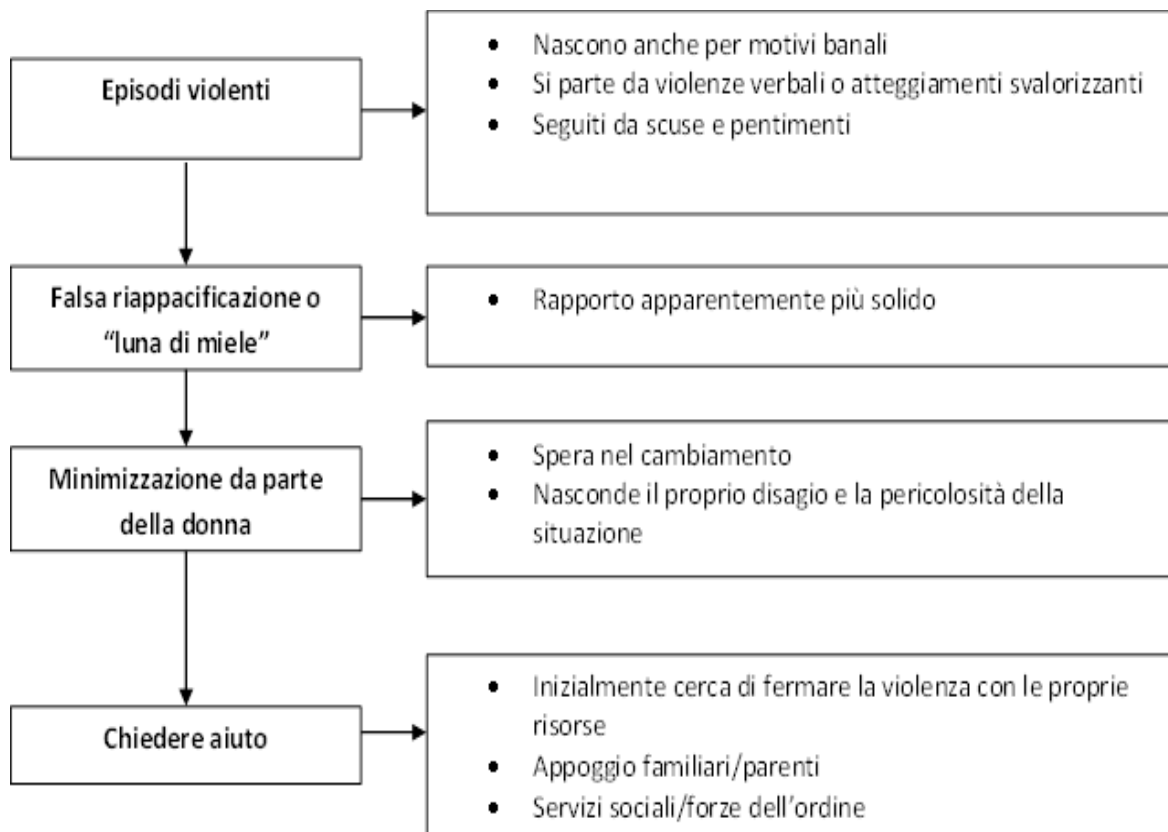 Episodi violenti
• Nascono anche per motivi banali
• Si parte da violenze verbali o atteggiamenti svalorizzanti
• Seguiti da scuse e pentimenti
Falsa riappacificazione o
“luna di miele”
• Rapporto apparentemente più solido
Minimizzazione da parte
della donna
• Spera nel cambiamento
• Nasconde il proprio disagio e la pericolosità della
situazione
Chiedere aiuto
• Inizialmente cerca di fermare la violenza con le proprie
risorse
• Appoggio familiari/parenti
• Servizi sociali/forze dell’ordine